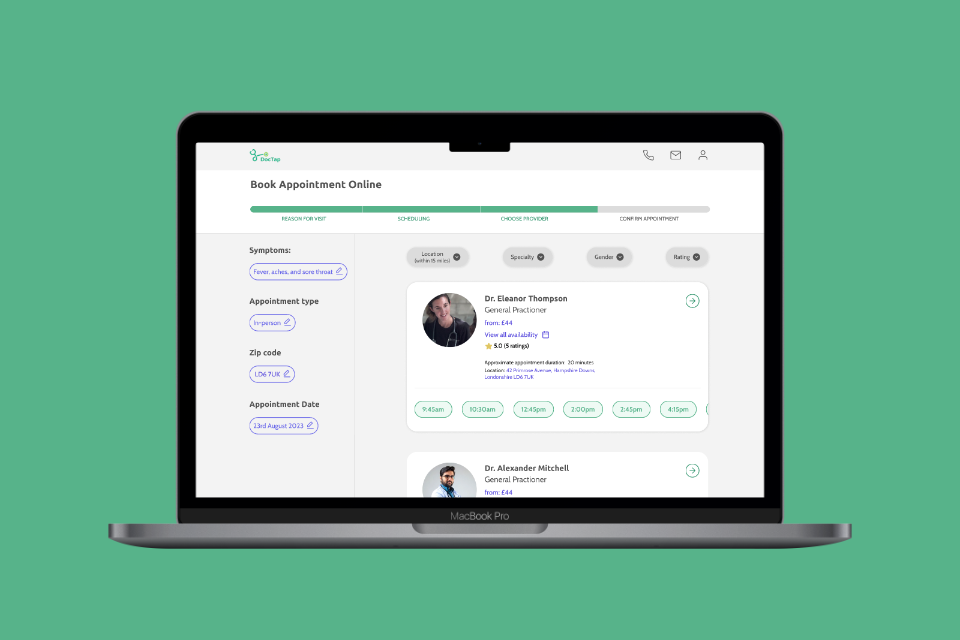 DocTap
Book Appointment Online
REASON FOR VISIT
SCHEDULING
CHOOSE PROVIDER
CONFIRM APPOINTMENT
Symptoms:
Fever, aches, and sore throat
Appointment type
In-person
Zip code
LD6 7UK
Appointment Date
23rd August 2023
Location
(within 15 miles)
Specialty
Gender
Rating
Dr. Eleanor Thompson
General Practioner
from: £44
View all availability
5.0 (5 ratings)
Approximate appointment duration 20 minutes
Location: 42 Primrose Avenue, Hampshire Downs,
Londonshire LD6 7UK
9:45am
10:30am
12:45pm
2:00pm
2:45pm
4:15pm
Dr. Alexander Mitchell
General Practioner
from: £44
MacBook Pro